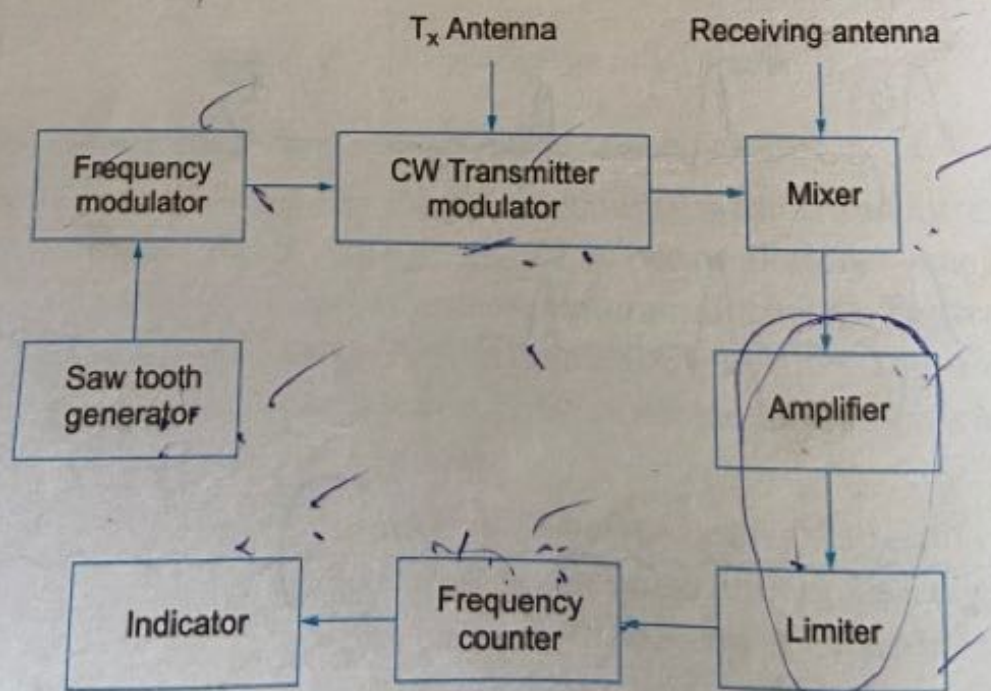 Tx Antenna
Receiving antenna
Frequency
modulator
CW Transmitter
modulator
Mixer
Saw tooth
generator
Amplifier
Indicator
Frequency
counter
Limiter